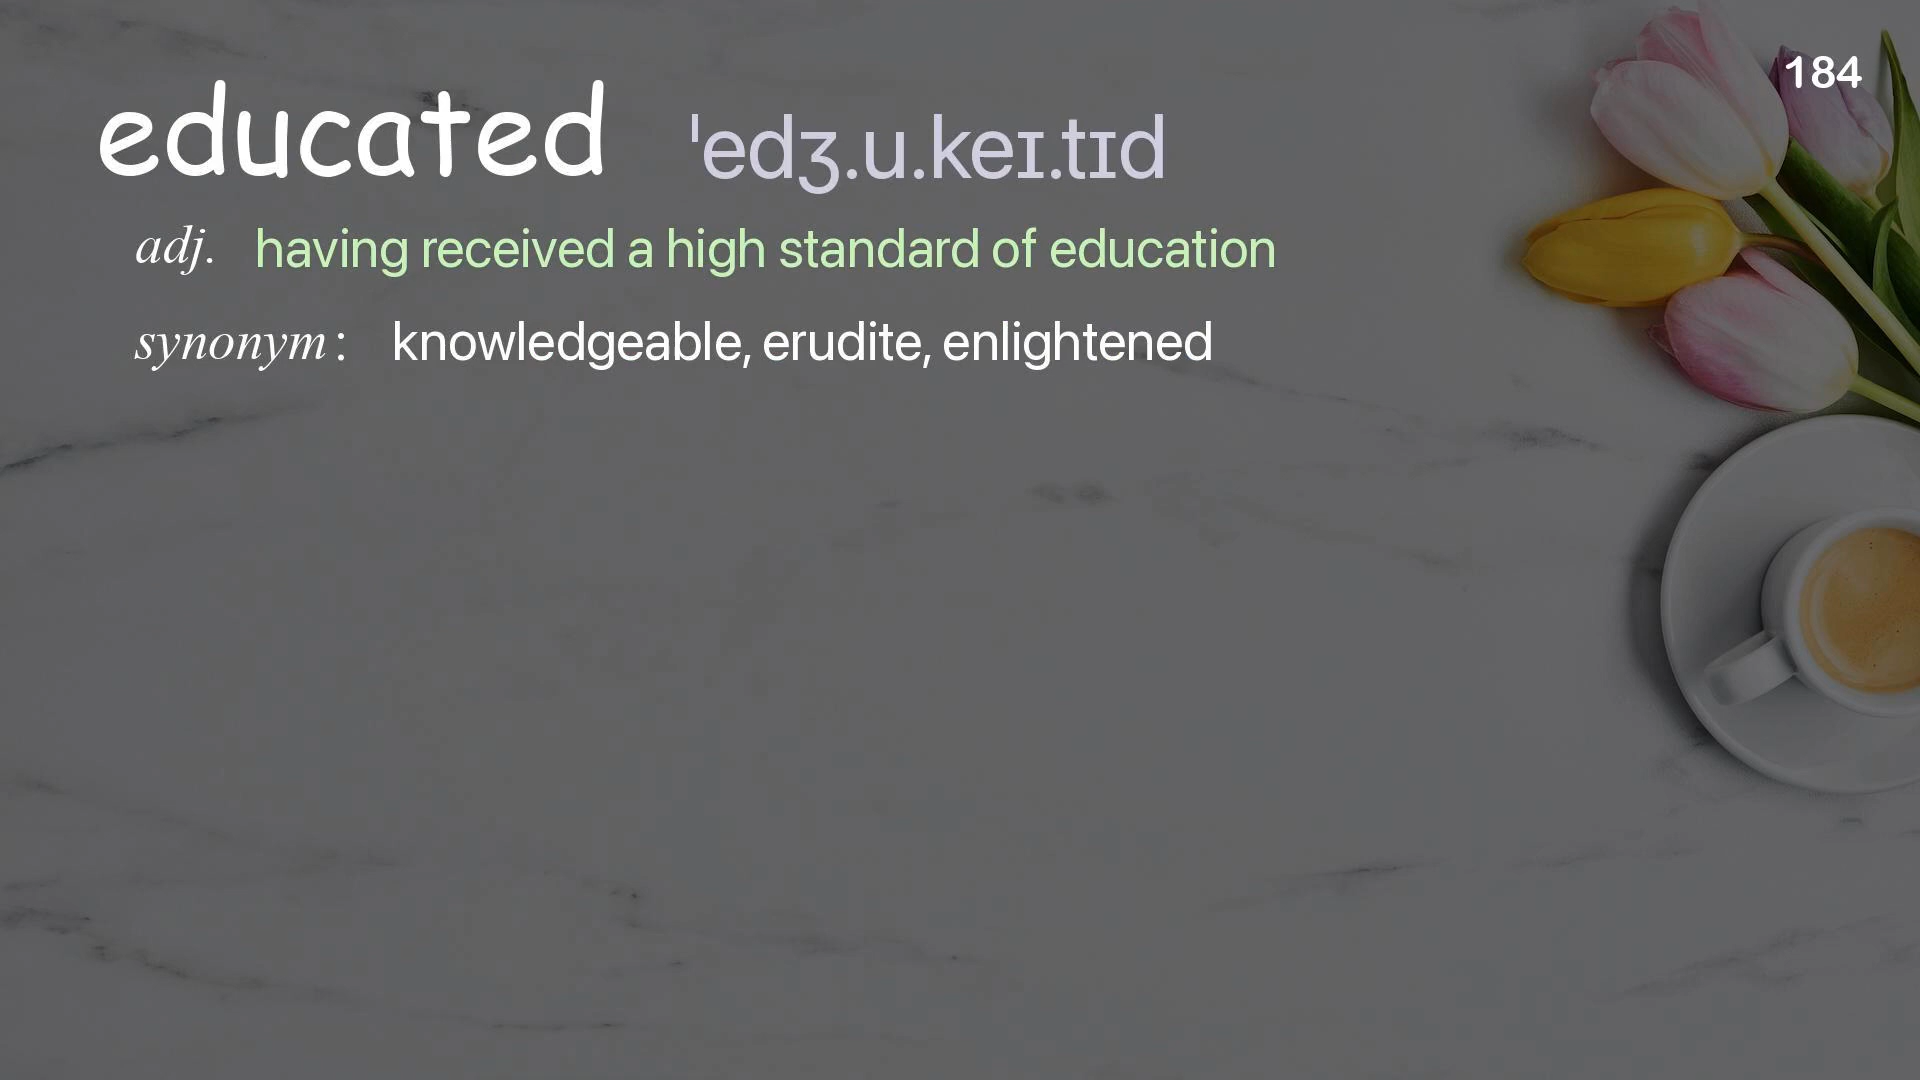 184
educated ˈedʒ.u.keɪ.tɪd
adj. having received a high standard of education
synonym: knowledgeable, erudite, enlightened